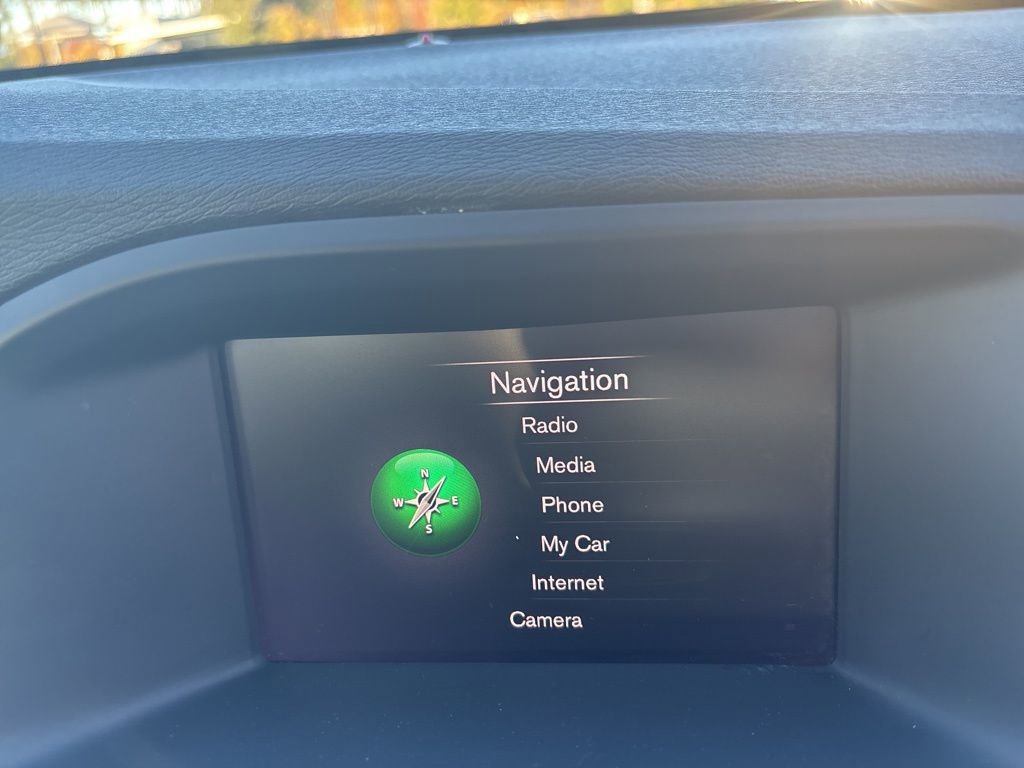 Navigation
Radio
Media
Phone
N
W E
S
My Car
Internet
Camera